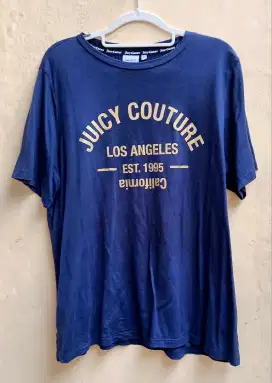 JUICY COUTURE
LOS ANGELES
EST. 1995
California